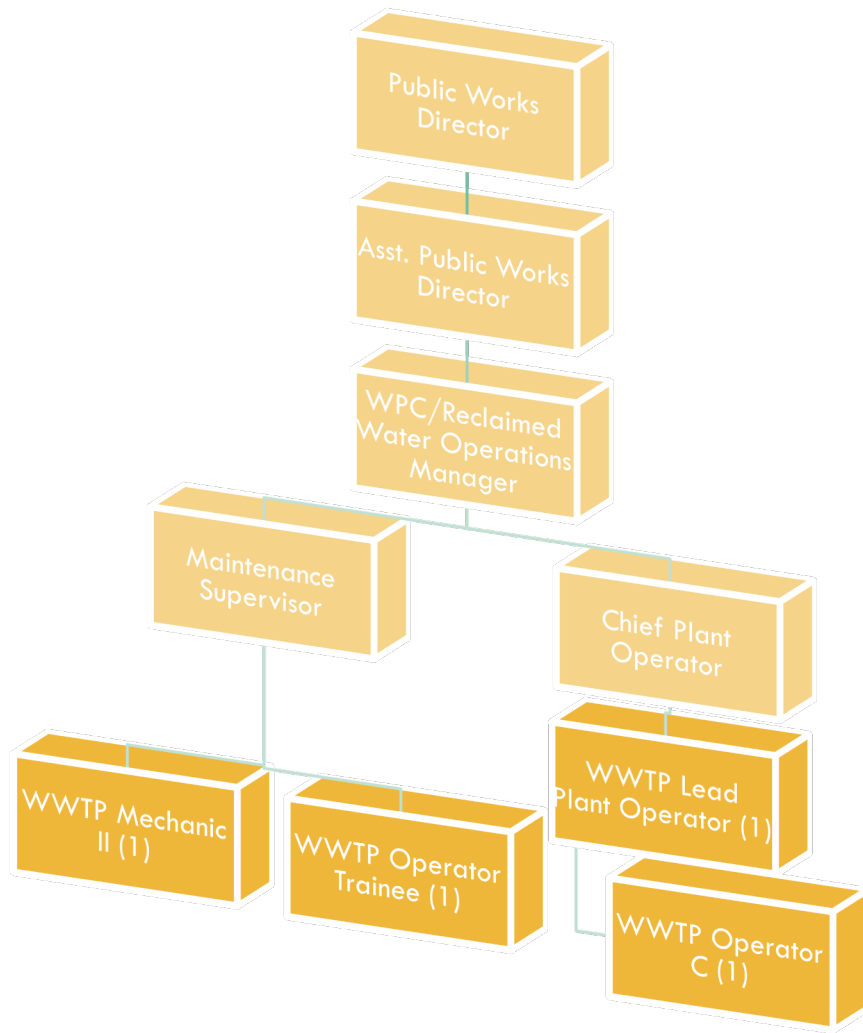 Public Works
Director
Asst. Public Works
Director
WPC/Reclaimed
Water Operations
Manager
Maintenance
Supervisor
Chief Plant
Operator
WWTP Mechanic
II (1)
WWTP Operator
Trainee (1)
WWTP Lead
Plant Operator (1)
WWTP Operator
C (1)